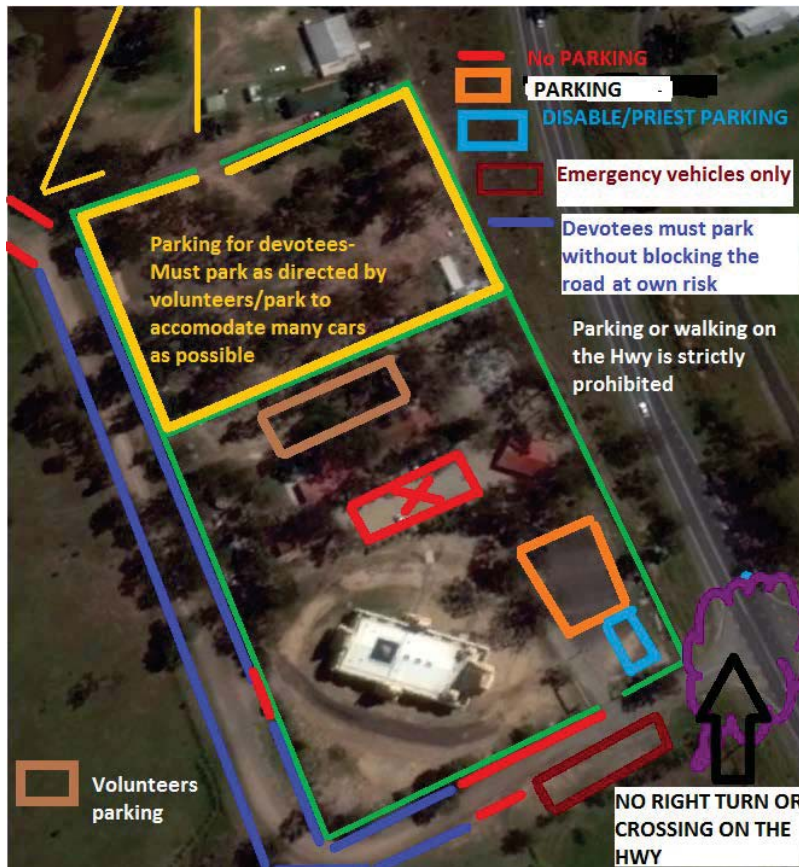 No PARKING
PARKING -
DISABLE/PRIEST PARKING
Emergency vehicles only
Devotees must park
without blocking the
road at own risk
Parking for devotees-
Must park as directed by
volunteers/park to
accomodate many cars
as possible
Parking or walking on
the Hwy is strictly
prohibited
Volunteers
parking
NO RIGHT TURN OR
CROSSING ON THE
HWY